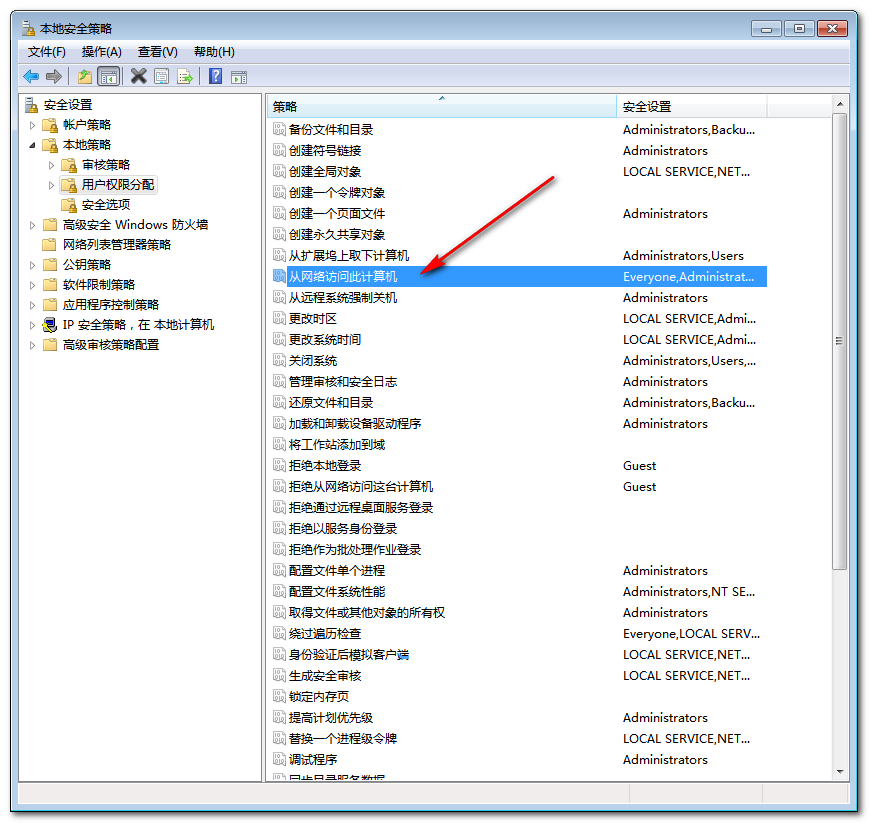 本地安全策略
文件(F) 操作(A) 查看(V) 帮助(H)
安全设置
帐户策略
本地策略
审核策略
用户权限分配
安全选项
高级安全 Windows 防火墙
网络列表管理器策略
公钥策略
软件限制策略
应用程序控制策略
IP 安全策略，在 本地计算机
高级审核策略配置
策略 安全设置
备份文件和目录 Administrators,Backu...
创建符号链接 Administrators
创建全局对象 LOCAL SERVICE,NET...
创建一个令牌对象
创建一个页面文件 Administrators
创建永久共享对象
从扩展坞上取下计算机 Administrators,Users
从网络访问此计算机 Everyone,Administrat...
从远程系统强制关机 Administrators
更改时区 LOCAL SERVICE,Admi...
更改系统时间 LOCAL SERVICE,Admi...
关闭系统 Administrators,Users,...
管理审核和安全日志 Administrators
还原文件和目录 Administrators,Backu...
加载和卸载设备驱动程序 Administrators
将工作站添加到域
拒绝本地登录 Guest
拒绝从网络访问这台计算机 Guest
拒绝通过远程桌面服务登录
拒绝以服务身份登录
拒绝作为批处理作业登录
配置文件单个进程 Administrators
配置文件系统性能 Administrators,NT SE...
取得文件或其他对象的所有权 Administrators
绕过遍历检查 Everyone,LOCAL SERV...
身份验证后模拟客户端 LOCAL SERVICE,NET...
生成安全审核 LOCAL SERVICE,NET...
锁定内存页
提高计划优先级 Administrators
替换一个进程级令牌 LOCAL SERVICE,NET...
调试程序 Administrators
同步目录服务数据